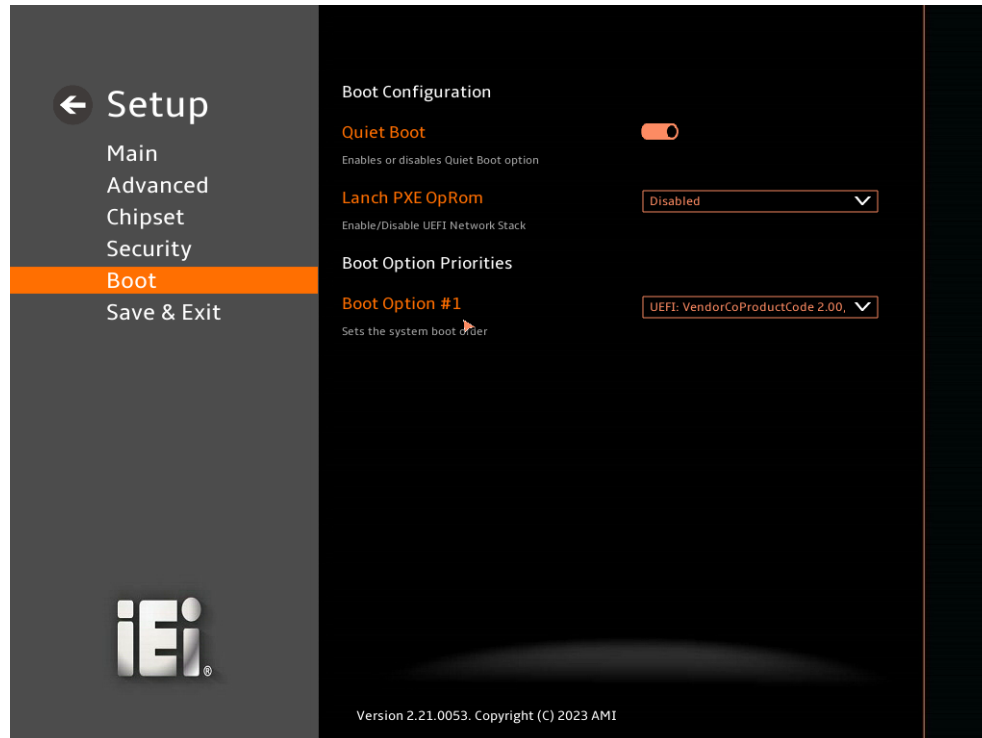 Setup
Main
Advanced
Chipset
Security
Boot
Save & Exit
iEi®
Boot Configuration
Quiet Boot
Enables or disables Quiet Boot option
Lanch PXE OpRom
Disabled
Enable/Disable UEFI Network Stack
Boot Option Priorities
Boot Option #1
UEFI: VendorCoProductCode 2.00,
Sets the system boot order
Version 2.21.0053. Copyright (C) 2023 AMI